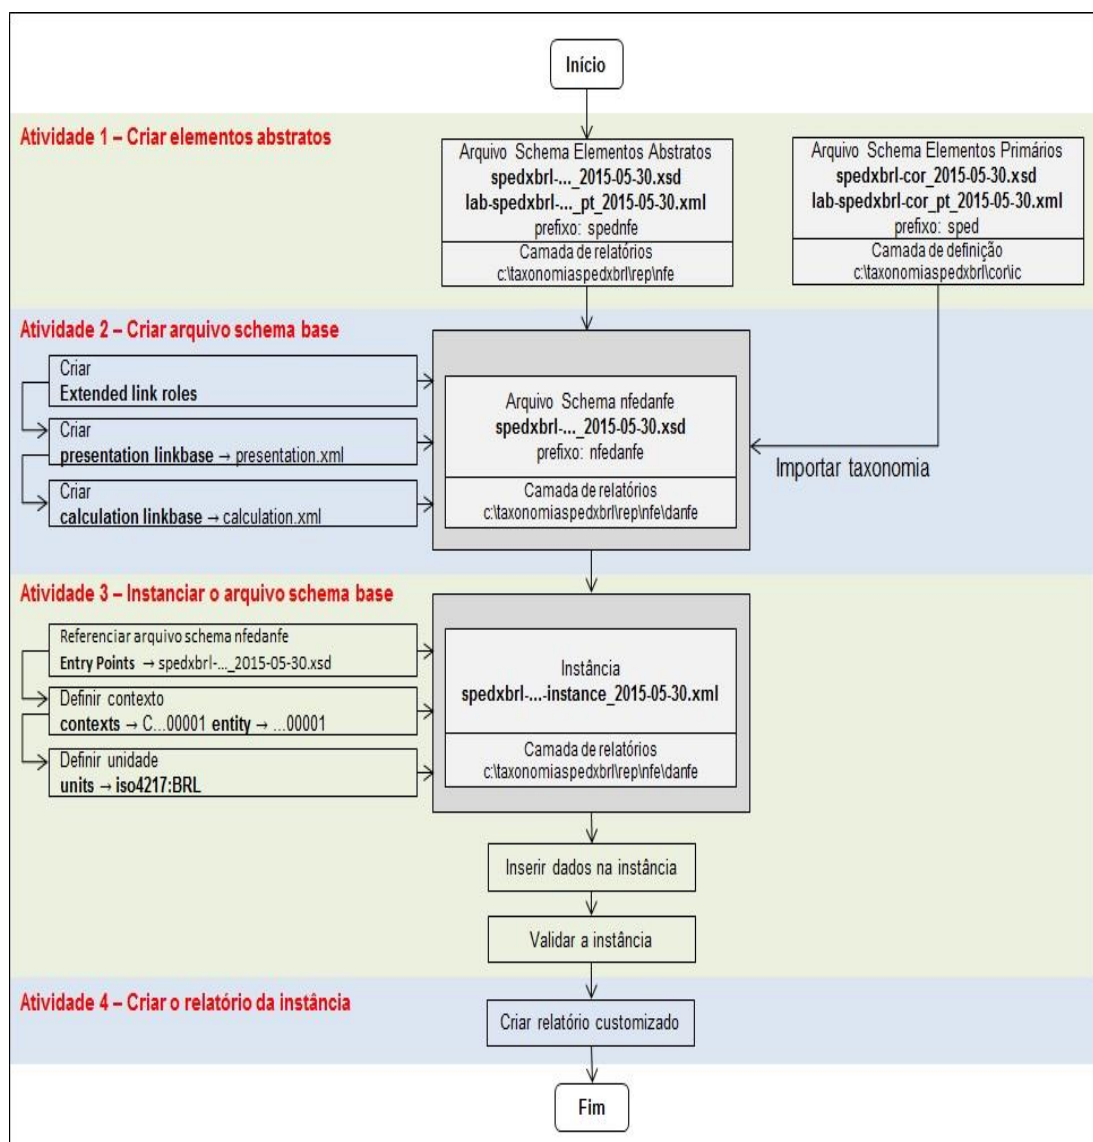 Início
Atividade 1 – Criar elementos abstratos
Arquivo Schema Elementos Abstratos
spedxbrl-..._2015-05-30.xsd
lab-spedxbrl-..._pt_2015-05-30.xml
prefixo: spednfe
Camada de relatórios
c:\taxonomiaspedxbrl\rep\nfe
Arquivo Schema Elementos Primários
spedxbrl-cor_2015-05-30.xsd
lab-spedxbrl-cor_pt_2015-05-30.xml
prefixo: sped
Camada de definição
c:\taxonomiaspedxbrl\cor\ic
Atividade 2 – Criar arquivo schema base
Criar
Extended link roles
Criar
presentation linkbase → presentation.xml
Criar
calculation linkbase → calculation.xml
Arquivo Schema nfedanfe
spedxbrl-..._2015-05-30.xsd
prefixo: nfedanfe
Camada de relatórios
c:\taxonomiaspedxbrl\rep\nfe\danfe
Importar taxonomia
Atividade 3 – Instanciar o arquivo schema base
Referenciar arquivo schema nfedanfe
Entry Points → spedxbrl-..._2015-05-30.xsd
Definir contexto
contexts → C...00001 entity → ...00001
Definir unidade
units → iso4217:BRL
Instância
spedxbrl-...-instance_2015-05-30.xml
Camada de relatórios
c:\taxonomiaspedxbrl\rep\nfe\danfe
Inserir dados na instância
Validar a instância
Atividade 4 – Criar o relatório da instância
Criar relatório customizado
Fim